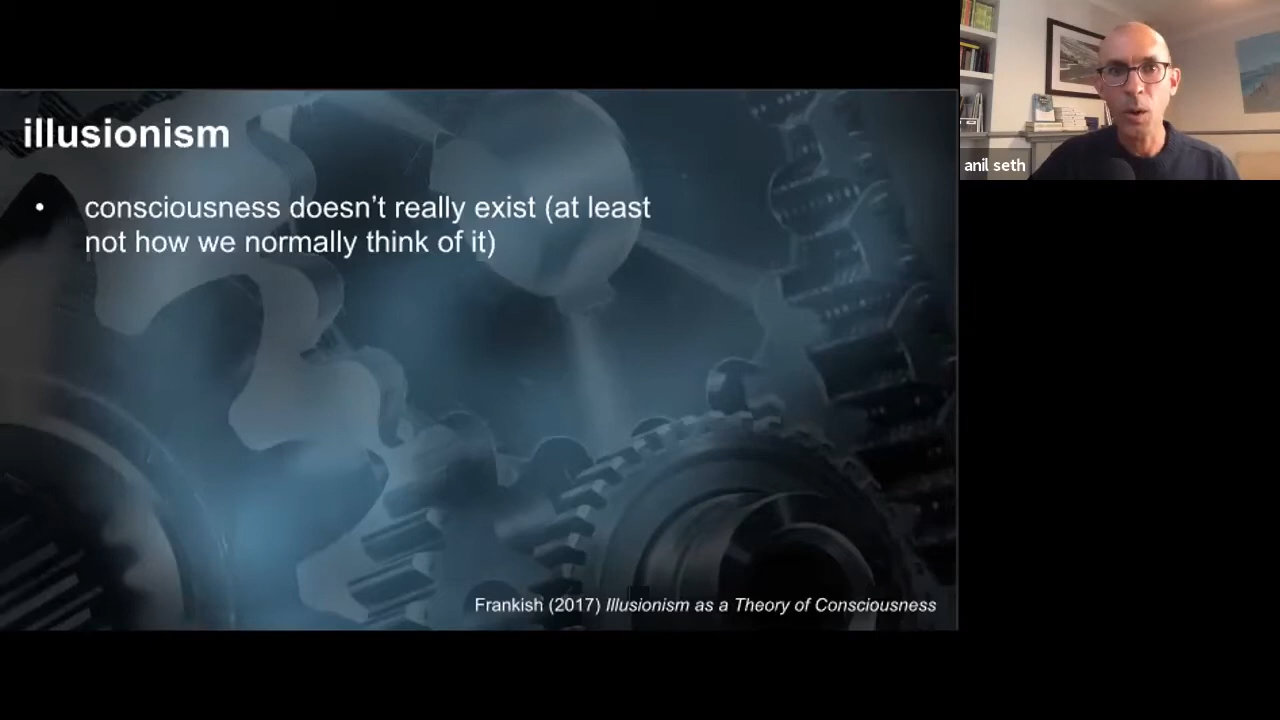 illusionism
• consciousness doesn’t really exist (at least
not how we normally think of it)
Frankish (2017) Illusionism as a Theory of Consciousness
anil seth